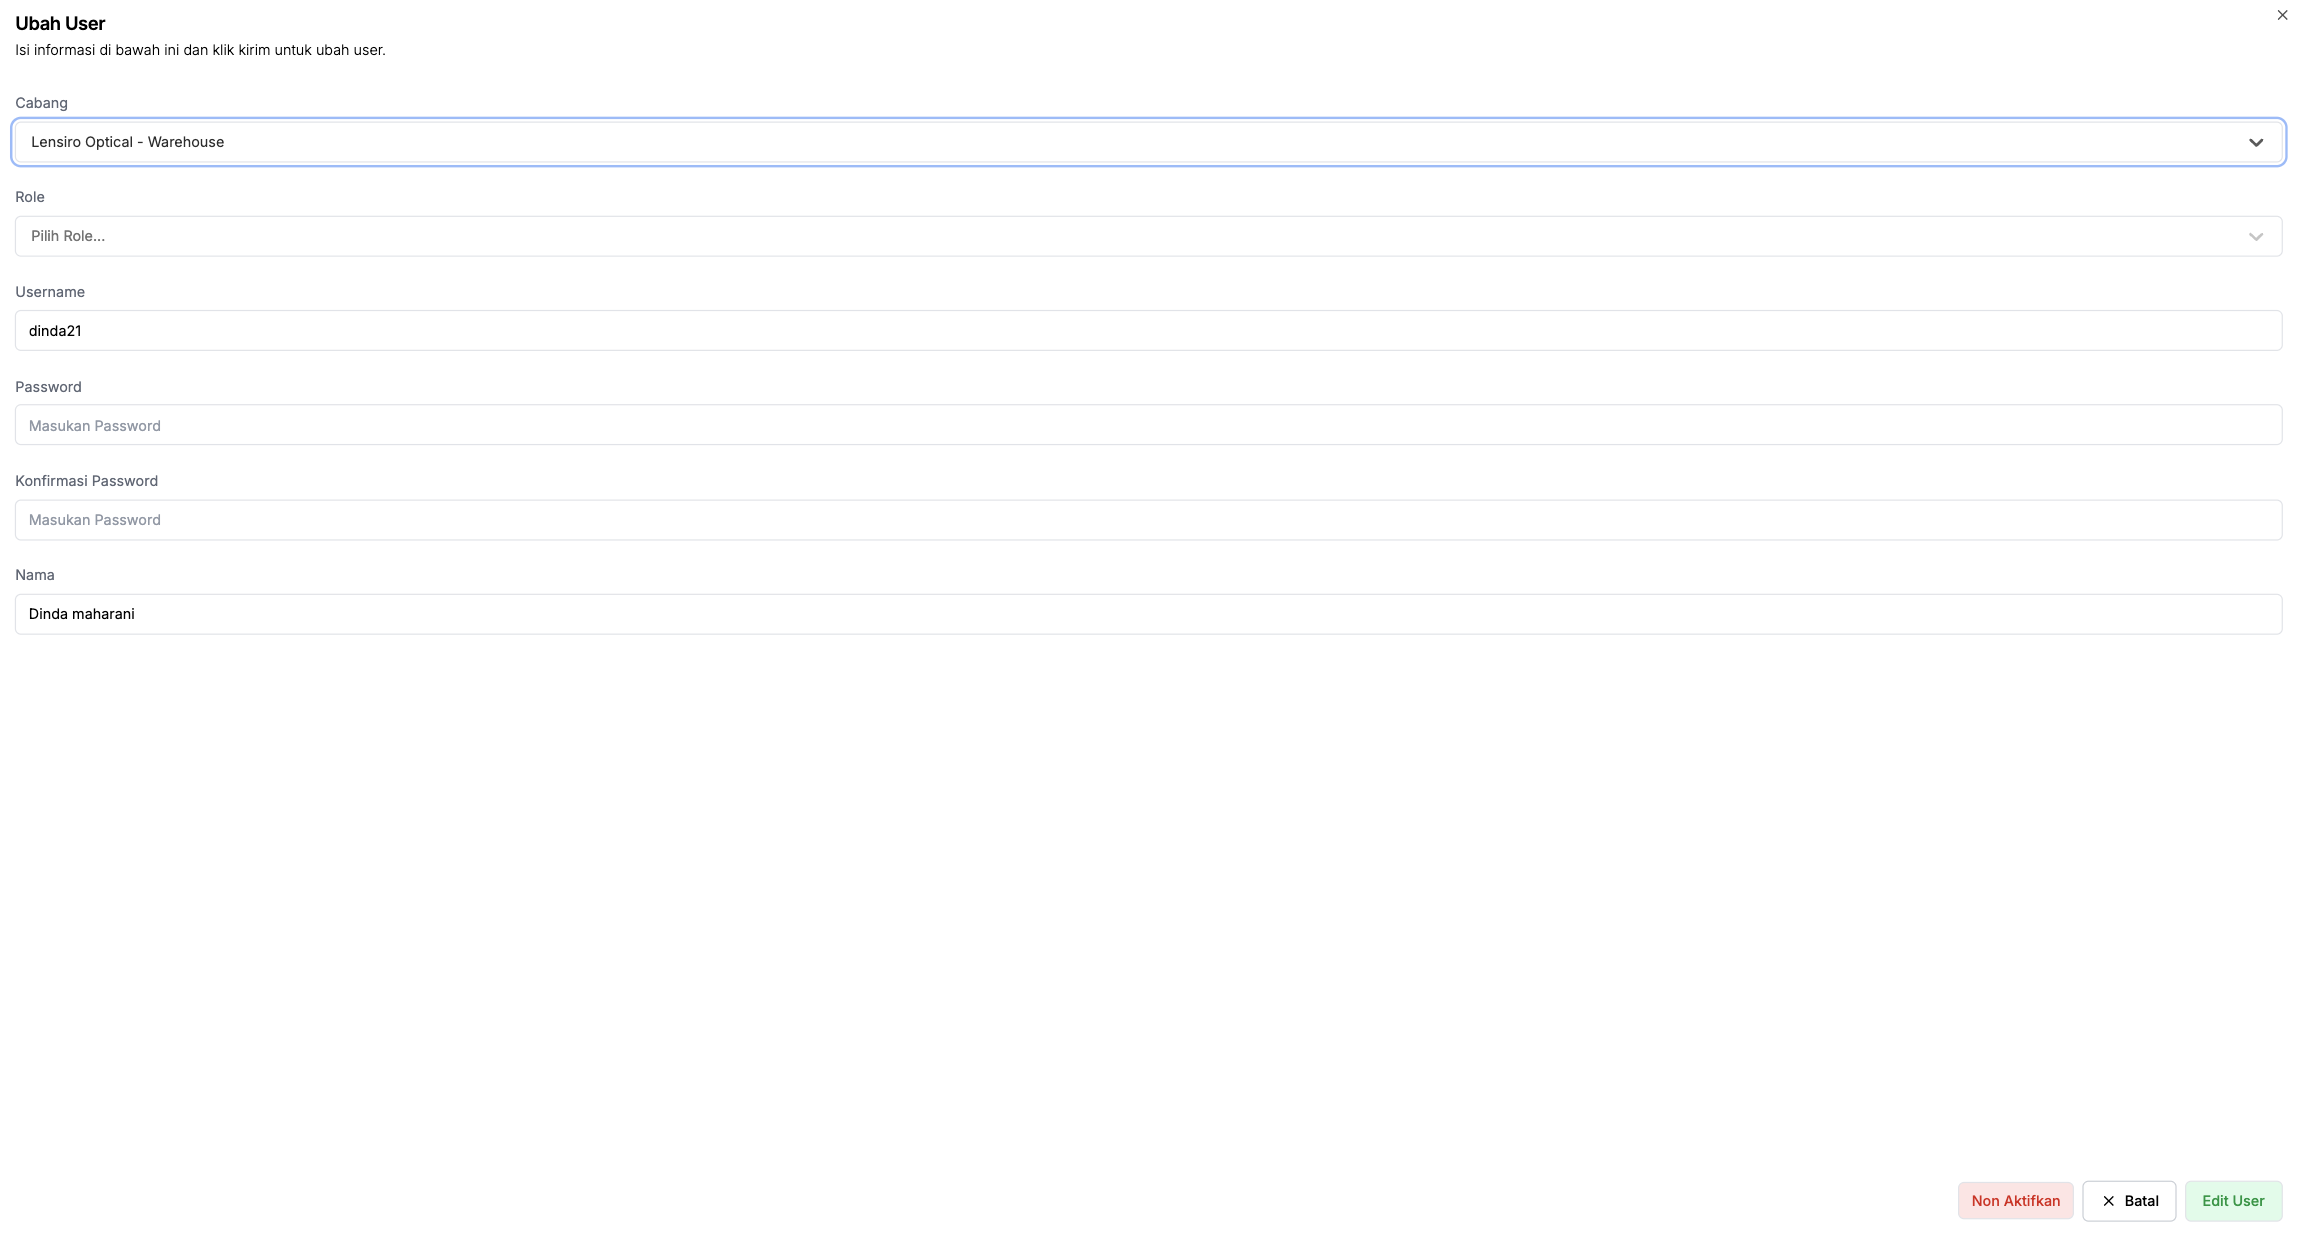 Ubah User
Isi informasi di bawah ini dan klik kirim untuk ubah user.
Cabang
Lensiro Optical - Warehouse
Role
Pilih Role...
Username
dinda21
Password
Masukan Password
Konfirmasi Password
Masukan Password
Nama
Dinda maharani
Non Aktifkan
Batal
Edit User